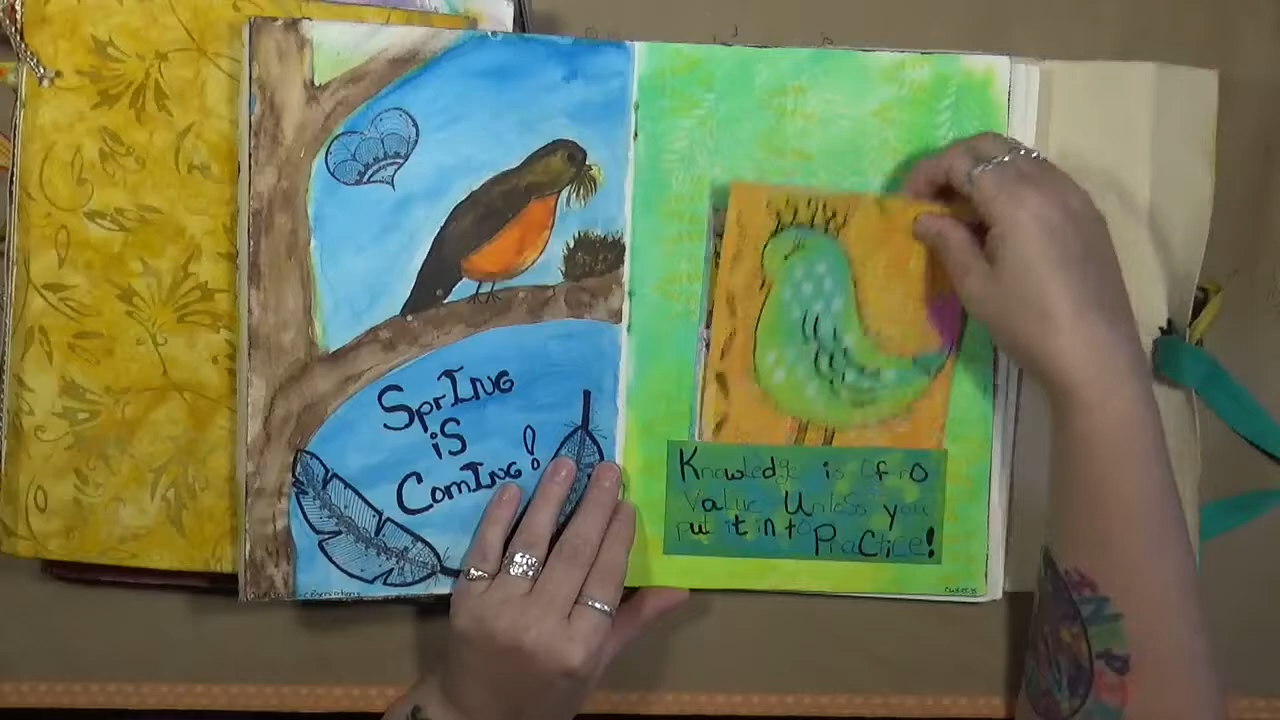 SprIng
iS
ComIng!
Knowledge is of no
Value Unless you
put it into Practice!